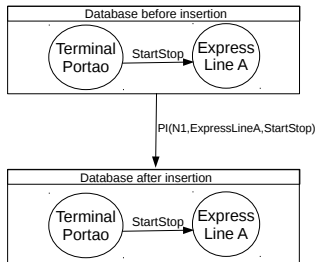 Database before insertion
Terminal
Portao
StartStop
Express
Line A
PI(N1,ExpressLineA,StartStop)
Database after insertion
Terminal
Portao
StartStop
Express
Line A